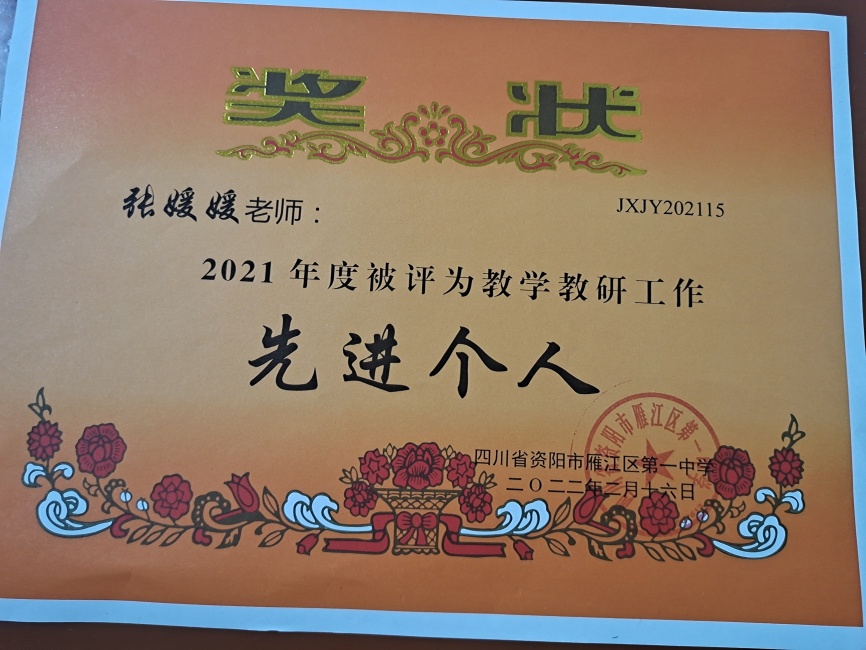 奖状
张媛媛老师：
JXJY202115
2021年度被评为教学教研工作
先进个人
四川省资阳市雁江区第一中学
二O二二年二月十六日